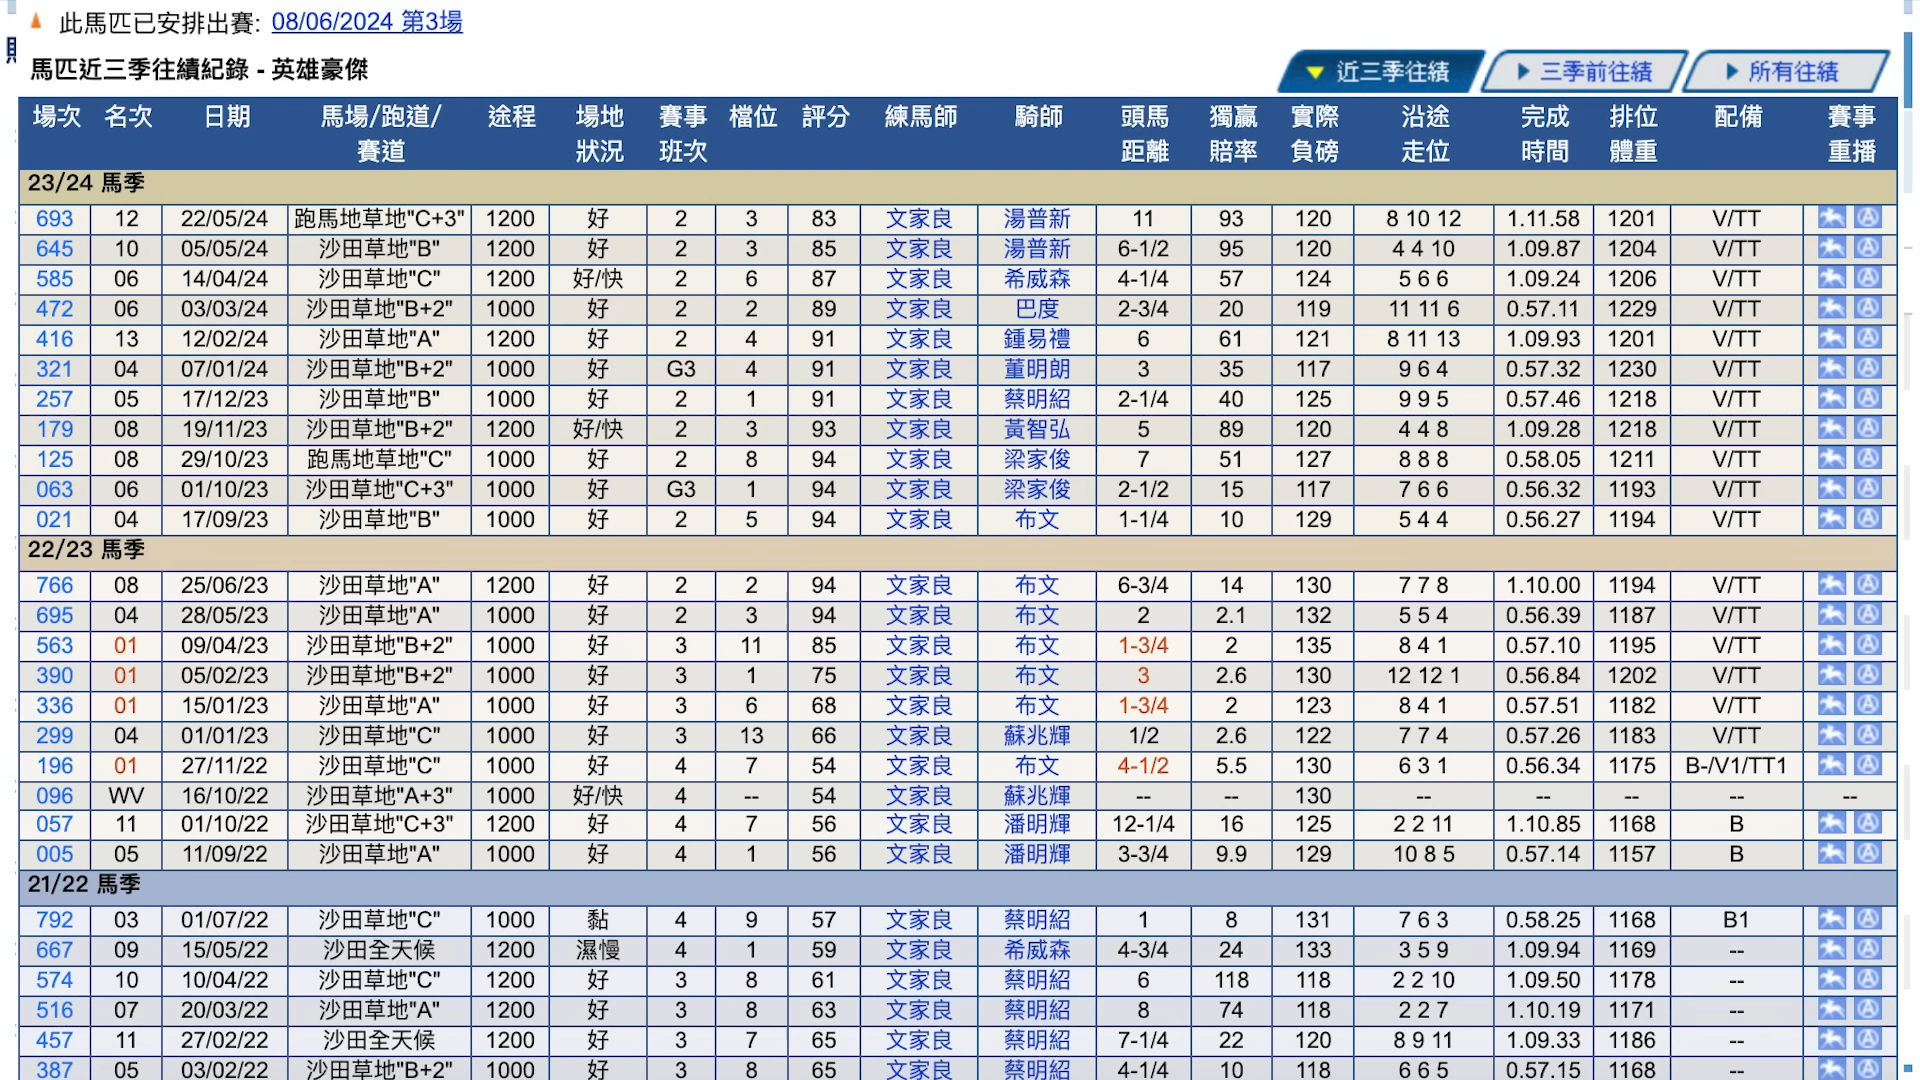 此馬匹已安排出賽: 08/06/2024 第3場
馬匹近三季往績紀錄 - 英雄豪傑
近三季往績 三季前往績 所有往績
場次 名次 日期 馬場/跑道/賽道 途程 場地狀況 賽事班次 檔位 評分 練馬師 騎師 頭馬距離 獨贏賠率 實際負磅 沿途走位 完成時間 排位體重 配備 賽事重播
23/24 馬季
693 12 22/05/24 跑馬地草地"C+3" 1200 好 2 3 83 文家良 湯普新 11 93 120 8 10 12 1.11.58 1201 V/TT
645 10 05/05/24 沙田草地"B" 1200 好 2 3 85 文家良 湯普新 6-1/2 95 120 4 4 10 1.09.87 1204 V/TT
585 06 14/04/24 沙田草地"C" 1200 好/快 2 6 87 文家良 希威森 4-1/4 57 124 5 6 6 1.09.24 1206 V/TT
472 06 03/03/24 沙田草地"B+2" 1000 好 2 2 89 文家良 巴度 2-3/4 20 119 11 11 6 0.57.11 1229 V/TT
416 13 12/02/24 沙田草地"A" 1200 好 2 4 91 文家良 鍾易禮 6 61 121 8 11 13 1.09.93 1201 V/TT
321 04 07/01/24 沙田草地"B+2" 1000 好 G3 4 91 文家良 董明朗 3 35 117 9 6 4 0.57.32 1230 V/TT
257 05 17/12/23 沙田草地"B" 1000 好 2 1 91 文家良 蔡明紹 2-1/4 40 125 9 9 5 0.57.46 1218 V/TT
179 08 19/11/23 沙田草地"B+2" 1200 好/快 2 3 93 文家良 黃智弘 5 89 120 4 4 8 1.09.28 1218 V/TT
125 08 29/10/23 跑馬地草地"C" 1000 好 2 8 94 文家良 梁家俊 7 51 127 8 8 8 0.58.05 1211 V/TT
063 06 01/10/23 沙田草地"C+3" 1000 好 G3 1 94 文家良 梁家俊 2-1/2 15 117 7 6 6 0.56.32 1193 V/TT
021 04 17/09/23 沙田草地"B" 1000 好 2 5 94 文家良 布文 1-1/4 10 129 5 4 4 0.56.27 1194 V/TT
22/23 馬季
766 08 25/06/23 沙田草地"A" 1200 好 2 2 94 文家良 布文 6-3/4 14 130 7 7 8 1.10.00 1194 V/TT
695 04 28/05/23 沙田草地"A" 1000 好 2 3 94 文家良 布文 2 2.1 132 5 5 4 0.56.39 1187 V/TT
563 01 09/04/23 沙田草地"B+2" 1000 好 3 11 85 文家良 布文 1-3/4 2 135 8 4 1 0.57.10 1195 V/TT
390 01 05/02/23 沙田草地"B+2" 1000 好 3 1 75 文家良 布文 3 2.6 130 12 12 1 0.56.84 1202 V/TT
336 01 15/01/23 沙田草地"A" 1000 好 3 6 68 文家良 布文 1-3/4 2 123 8 4 1 0.57.51 1182 V/TT
299 04 01/01/23 沙田草地"C" 1000 好 3 13 66 文家良 蘇兆輝 1/2 2.6 122 7 7 4 0.57.26 1183 V/TT
196 01 27/11/22 沙田草地"C" 1000 好 4 7 54 文家良 布文 4-1/2 5.5 130 6 3 1 0.56.34 1175 B-/V1/TT1
096 WV 16/10/22 沙田草地"A+3" 1000 好/快 4 -- 54 文家良 蘇兆輝 -- -- 130 -- -- -- -- --
057 11 01/10/22 沙田草地"C+3" 1200 好 4 7 56 文家良 潘明輝 12-1/4 16 125 2 2 11 1.10.85 1168 B
005 05 11/09/22 沙田草地"A" 1000 好 4 1 56 文家良 潘明輝 3-3/4 9.9 129 10 8 5 0.57.14 1157 B
21/22 馬季
792 03 01/07/22 沙田草地"C" 1000 黏 4 9 57 文家良 蔡明紹 1 8 131 7 6 3 0.58.25 1168 B1
667 09 15/05/22 沙田全天候 1200 濕慢 4 1 59 文家良 希威森 4-3/4 24 133 3 5 9 1.09.94 1169 --
574 10 10/04/22 沙田草地"C" 1200 好 3 8 61 文家良 蔡明紹 6 118 118 2 2 10 1.09.50 1178 --
516 07 20/03/22 沙田草地"A" 1200 好 3 8 63 文家良 蔡明紹 8 74 118 2 2 7 1.10.19 1171 --
457 11 27/02/22 沙田全天候 1200 好 3 7 65 文家良 蔡明紹 7-1/4 22 120 8 9 11 1.09.33 1186 --
387 05 03/02/22 沙田草地"B+2" 1000 好 3 8 65 文家良 蔡明紹 4-1/4 10 118 6 6 5 0.57.15 1168 --